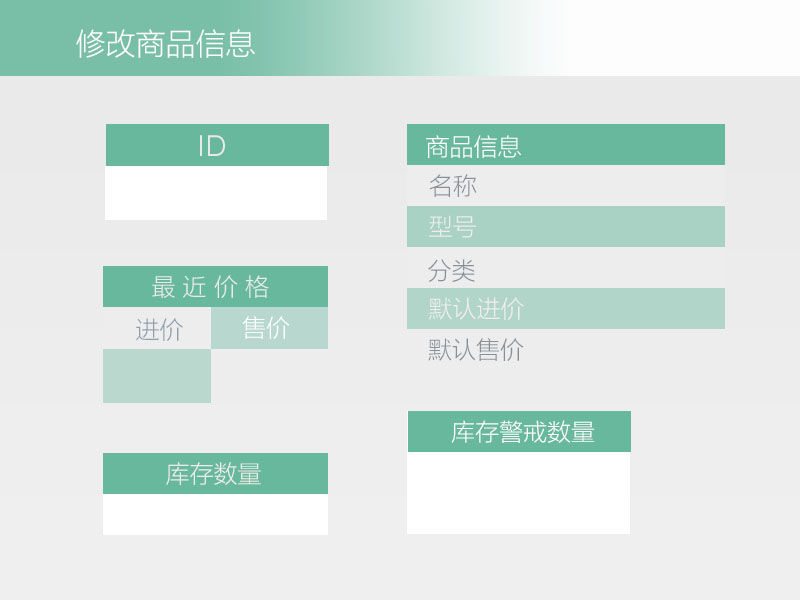 修改商品信息
ID
最近价格
进价
售价
库存数量
商品信息
名称
型号
分类
默认进价
默认售价
库存警戒数量